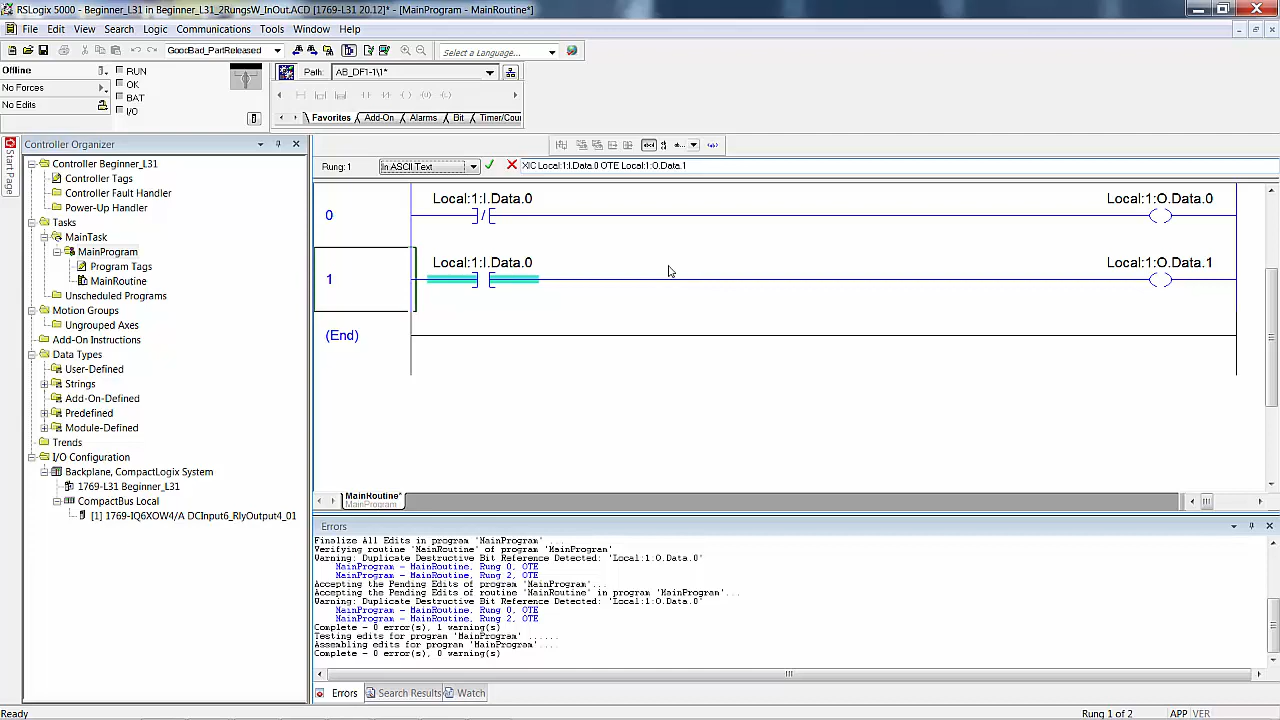 RSLogix 5000 - Beginner_L31 in Beginner_L31_2RungsW_InOut.ACD [1769-L31 20.12]* - [MainProgram - MainRoutine*]
File Edit View Search Logic Communications Tools Window Help
GoodBad_PartReleased
Select a Language...
Offline
RUN
Path: AB_DF1-1\1*
No Forces
OK
No Edits
BAT
I/O
Favorites Add-On Alarms Bit Timer/Cou
Start Page
Controller Organizer
Controller Beginner_L31
Controller Tags
Controller Fault Handler
Power-Up Handler
Tasks
MainTask
MainProgram
Program Tags
MainRoutine
Unscheduled Programs
Motion Groups
Ungrouped Axes
Add-On Instructions
Data Types
User-Defined
Strings
Add-On-Defined
Predefined
Module-Defined
Trends
I/O Configuration
Backplane, CompactLogix System
1769-L31 Beginner_L31
CompactBus Local
[1] 1769-IQ6XOW4/A DCInput6_RlyOutput4_01
Rung:1 In ASCII Text XIC Local:1:I.Data.0 OTE Local:1:O.Data.1
Local:1:I.Data.0 Local:1:O.Data.0
0
Local:1:I.Data.0 Local:1:O.Data.1
1
(End)
MainRoutine*
MainProgram
Errors
Finalize All Edits in program 'MainProgram' ...
Verifying routine 'MainRoutine' of program 'MainProgram'
Warning: Duplicate Destructive Bit Reference Detected: 'Local:1:O.Data.0'
MainProgram - MainRoutine, Rung 0, OTE
MainProgram - MainRoutine, Rung 2, OTE
Accepting the Pending Edits of program 'MainProgram'...
Accepting the Pending Edits of routine 'MainRoutine' in program 'MainProgram'...
Warning: Duplicate Destructive Bit Reference Detected: 'Local:1:O.Data.0'
MainProgram - MainRoutine, Rung 0, OTE
MainProgram - MainRoutine, Rung 2, OTE
Complete - 0 error(s), 1 warning(s)
Testing edits for program 'MainProgram' ......
Assembling edits for program 'MainProgram'....
Complete - 0 error(s), 0 warning(s)
Errors Search Results Watch
Ready
Rung 1 of 2 APP VER